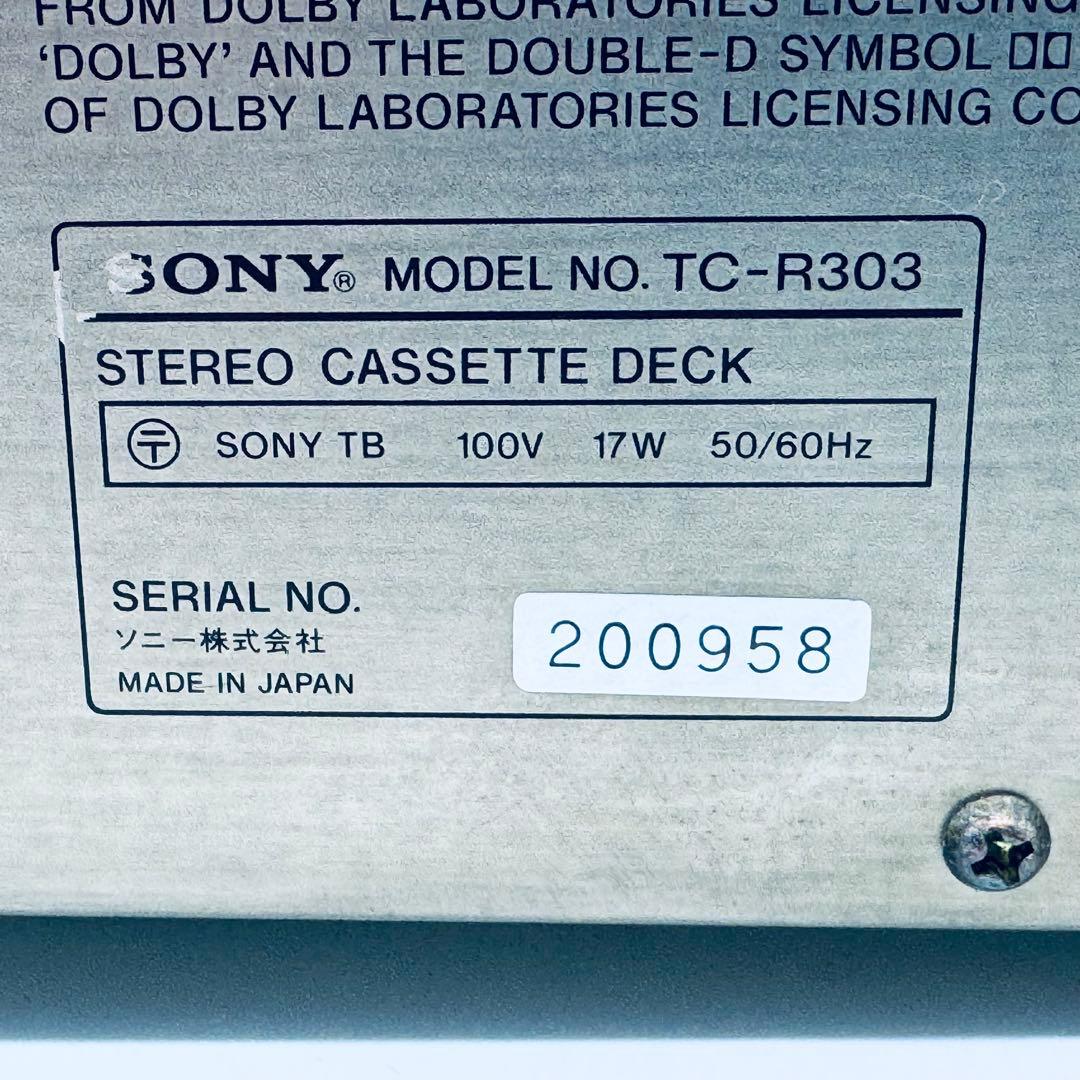 FROM DOLBY LABORATORIES LICENSING
'DOLBY' AND THE DOUBLE-D SYMBOL
OF DOLBY LABORATORIES LICENSING CO
SONY® MODEL NO. TC-R303
STEREO CASSETTE DECK
〶 SONY TB 100V 17W 50/60Hz
SERIAL NO.
200958
ソニー株式会社
MADE IN JAPAN